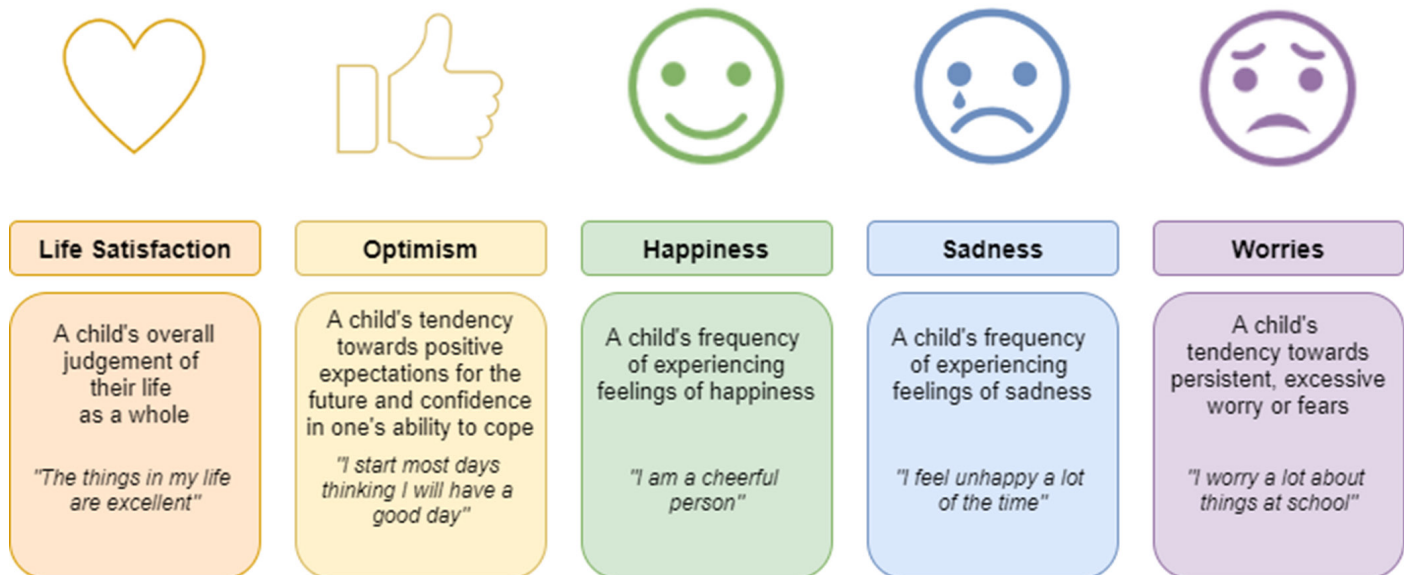 Life Satisfaction
Optimism
Happiness
Sadness
Worries
A child's overall
judgement of
their life
as a whole
"The things in my life
are excellent"
A child's tendency
towards positive
expectations for the
future and confidence
in one's ability to cope
"I start most days
thinking I will have a
good day"
A child's frequency
of experiencing
feelings of happiness
"I am a cheerful
person"
A child's frequency
of experiencing
feelings of sadness
"I feel unhappy a lot
of the time"
A child's
tendency towards
persistent, excessive
worry or fears
"I worry a lot about
things at school"